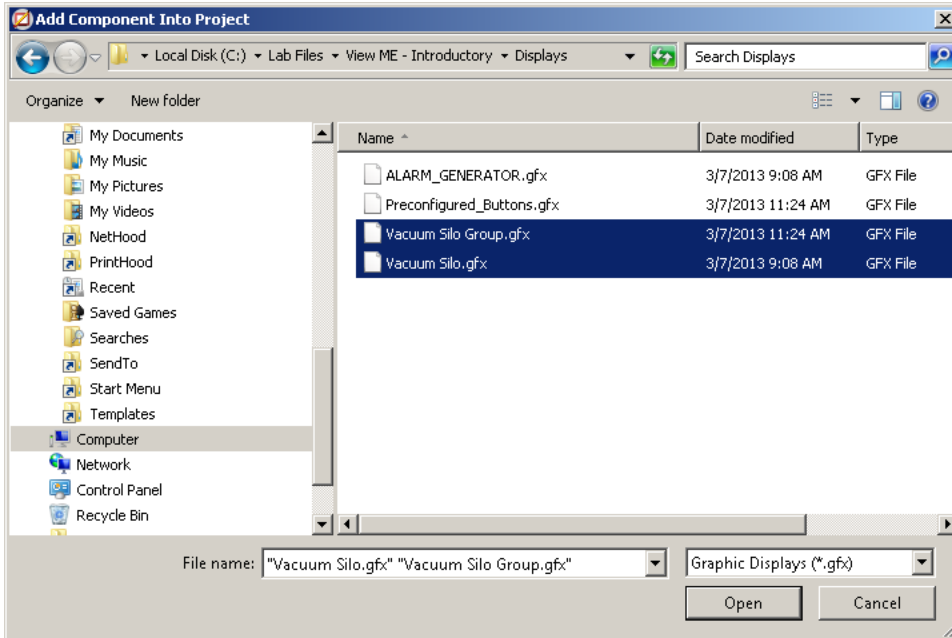 Add Component Into Project
Local Disk (C:) Lab Files View ME - Introductory Displays Search Displays
Organize New folder
My Documents
My Music
My Pictures
My Videos
NetHood
PrintHood
Recent
Saved Games
Searches
SendTo
Start Menu
Templates
Computer
Network
Control Panel
Recycle Bin
Name Date modified Type
ALARM_GENERATOR.gfx 3/7/2013 9:08 AM GFX File
Preconfigured_Buttons.gfx 3/7/2013 11:24 AM GFX File
Vacuum Silo Group.gfx 3/7/2013 11:24 AM GFX File
Vacuum Silo.gfx 3/7/2013 9:08 AM GFX File
File name: "Vacuum Silo.gfx" "Vacuum Silo Group.gfx" Graphic Displays (*.gfx)
Open Cancel